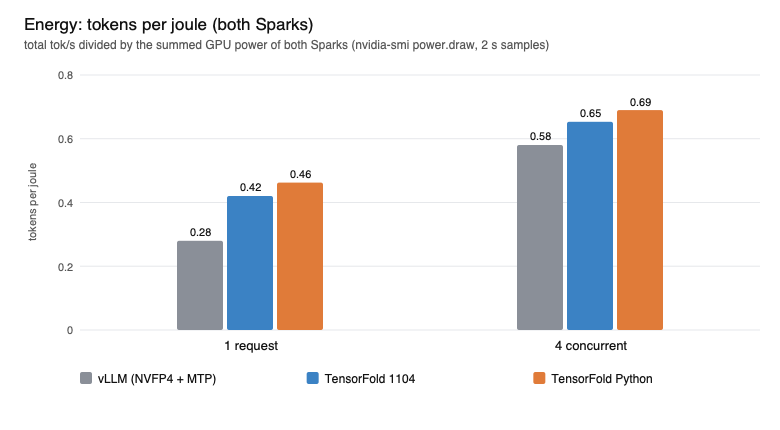 Energy: tokens per joule (both Sparks)
total tok/s divided by the summed GPU power of both Sparks (nvidia-smi power.draw, 2 s samples)
0.8
0.6
0.4
0.2
0
tokens per joule
0.28
0.42
0.46
0.58
0.65
0.69
1 request
4 concurrent
vLLM (NVFP4 + MTP)
TensorFold 1104
TensorFold Python